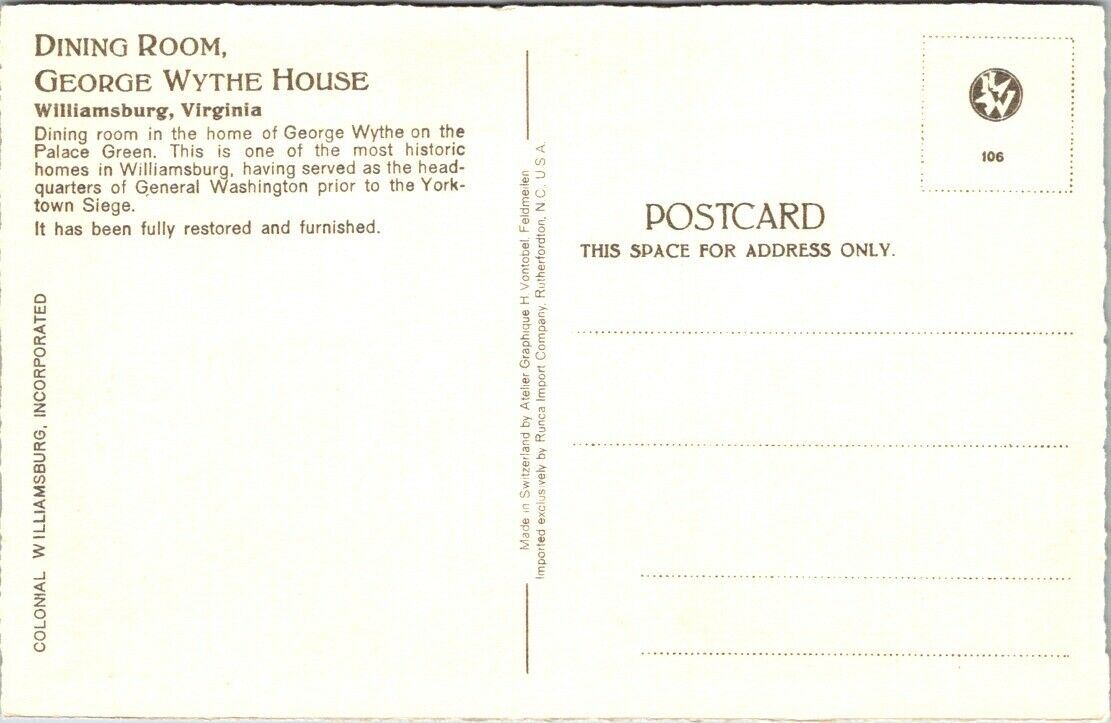 DINING ROOM,
GEORGE WYTHE HOUSE
Williamsburg, Virginia
Dining room in the home of George Wythe on the
Palace Green. This is one of the most historic
homes in Williamsburg, having served as the head-
quarters of General Washington prior to the York-
town Siege.
It has been fully restored and furnished.
COLONIAL WILLIAMSBURG, INCORPORATED
Made in Switzerland by Atelier Graphique H. Vontobel, Feldmeilen
Imported exclusively by Runca Import Company, Rutherfordton, N.C., U S A.
106
POSTCARD
THIS SPACE FOR ADDRESS ONLY.